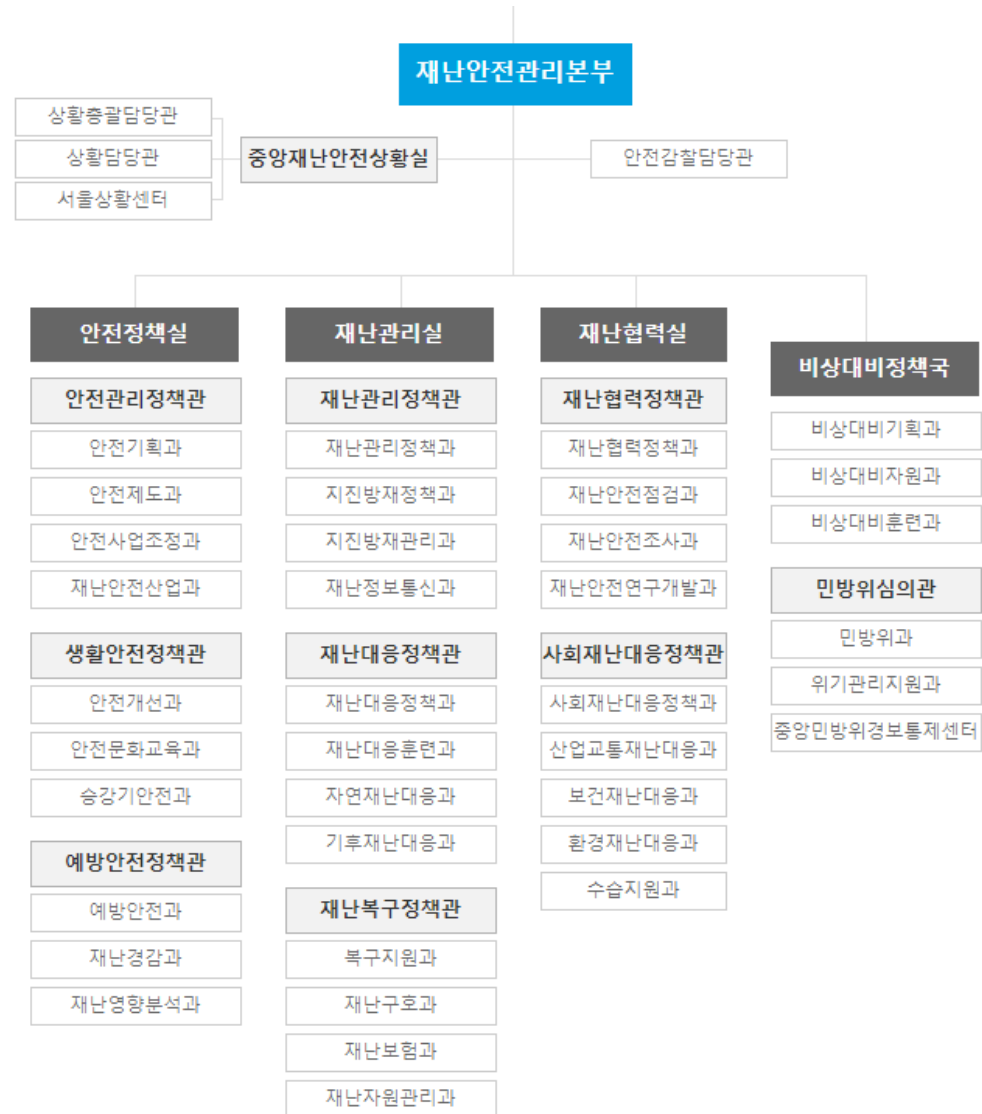 재난안전관리본부
상황총괄담당관
상황담당관
서울상황센터
중앙재난안전상황실
안전감찰담당관
안전정책실
안전관리정책관
안전기획과
안전제도과
안전사업조정과
재난안전산업과
생활안전정책관
안전개선과
안전문화교육과
승강기안전과
예방안전정책관
예방안전과
재난경감과
재난영향분석과
재난관리실
재난관리정책관
재난관리정책과
지진방재정책과
지진방재관리과
재난정보통신과
재난대응정책관
재난대응정책과
재난대응훈련과
자연재난대응과
기후재난대응과
재난복구정책관
복구지원과
재난구호과
재난보험과
재난자원관리과
재난협력실
재난협력정책관
재난협력정책과
재난안전점검과
재난안전조사과
재난안전연구개발과
사회재난대응정책관
사회재난대응정책과
산업교통재난대응과
보건재난대응과
환경재난대응과
수습지원과
비상대비정책국
비상대비기획과
비상대비자원과
비상대비훈련과
민방위심의관
민방위과
위기관리지원과
중앙민방위경보통제센터